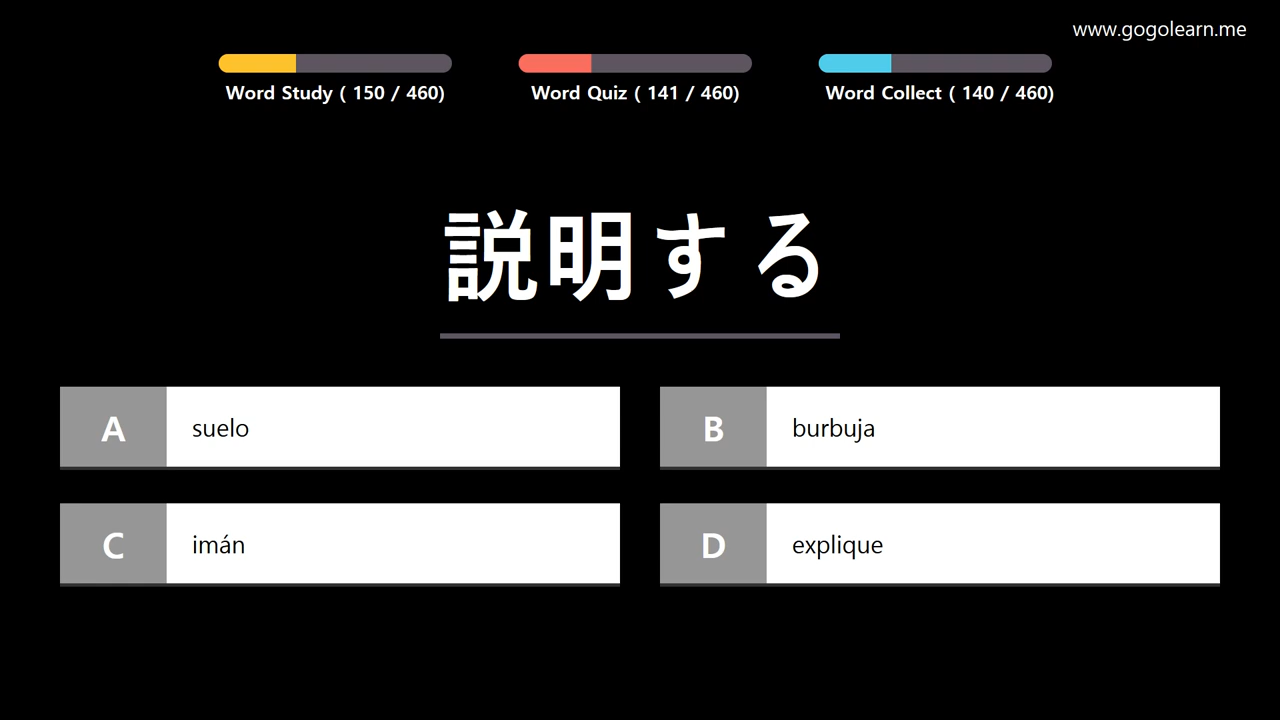 www.gogolearn.me
Word Study ( 150 / 460)
Word Quiz ( 141 / 460)
Word Collect ( 140 / 460)
説明する
A suelo
B burbuja
C imán
D explique